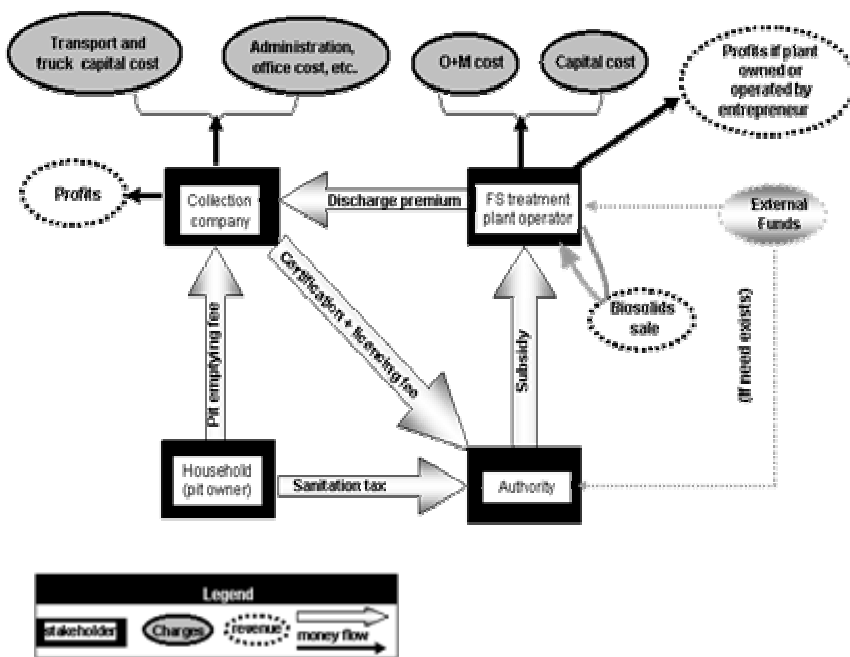 Transport and
truck capital cost
Administration,
office cost, etc.
O+M cost
Capital cost
Profits if plant
owned or
operated by
entrepreneur
Profits
Collection
company
Discharge premium
FS treatment
plant operator
External
Funds
Pit emptying fee
Certification + licencing fee
Subsidy
Biosolids
sale
(If need exists)
Household
(pit owner)
Sanitation tax
Authority
Legend
stakeholder
Charges
revenue
money flow